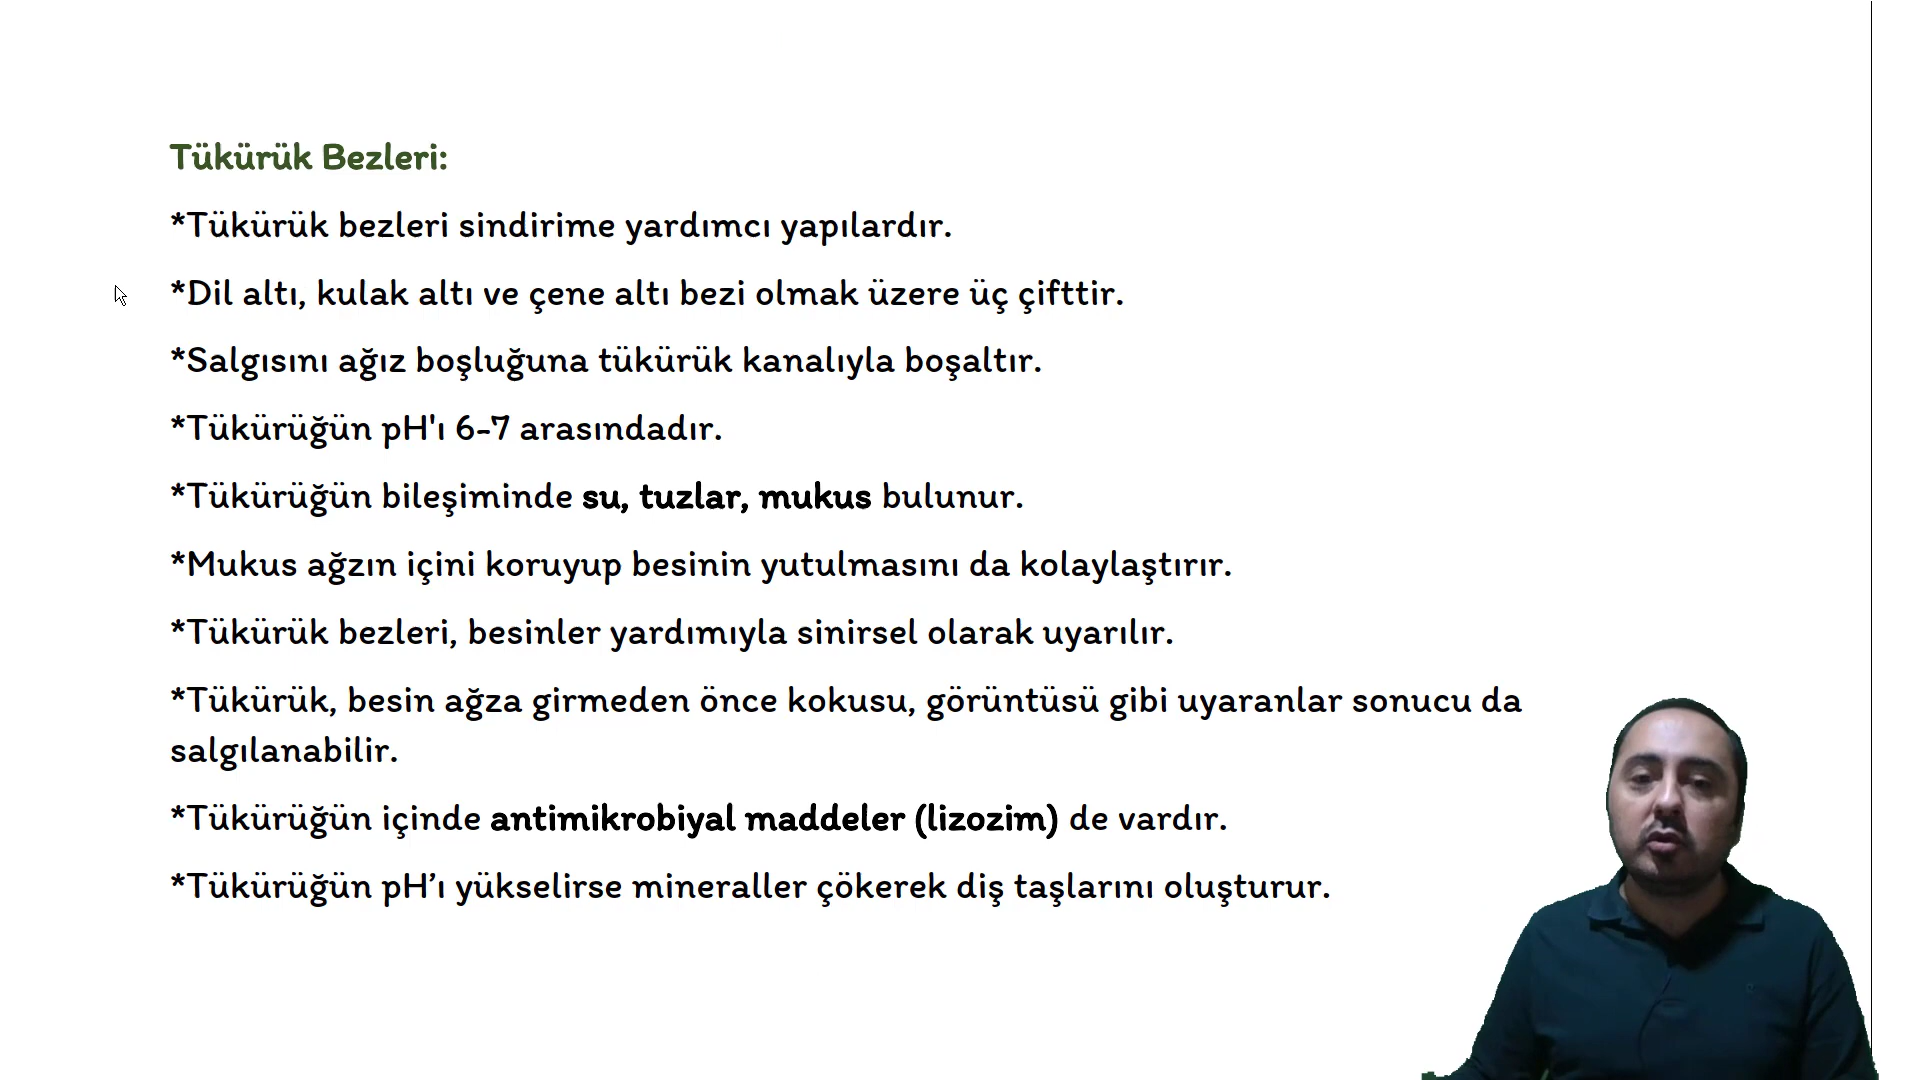 Tükürük Bezleri:
*Tükürük bezleri sindirime yardımcı yapılardır.
*Dil altı, kulak altı ve çene altı bezi olmak üzere üç çifttir.
*Salgısını ağız boşluğuna tükürük kanalıyla boşaltır.
*Tükürüğün pH'ı 6-7 arasındadır.
*Tükürüğün bileşiminde su, tuzlar, mukus bulunur.
*Mukus ağzın içini koruyup besinin yutulmasını da kolaylaştırır.
*Tükürük bezleri, besinler yardımıyla sinirsel olarak uyarılır.
*Tükürük, besin ağza girmeden önce kokusu, görüntüsü gibi uyaranlar sonucu da
salgılanabilir.
*Tükürüğün içinde antimikrobiyal maddeler (lizozim) de vardır.
*Tükürüğün pH’ı yükselirse mineraller çökerek diş taşlarını oluşturur.